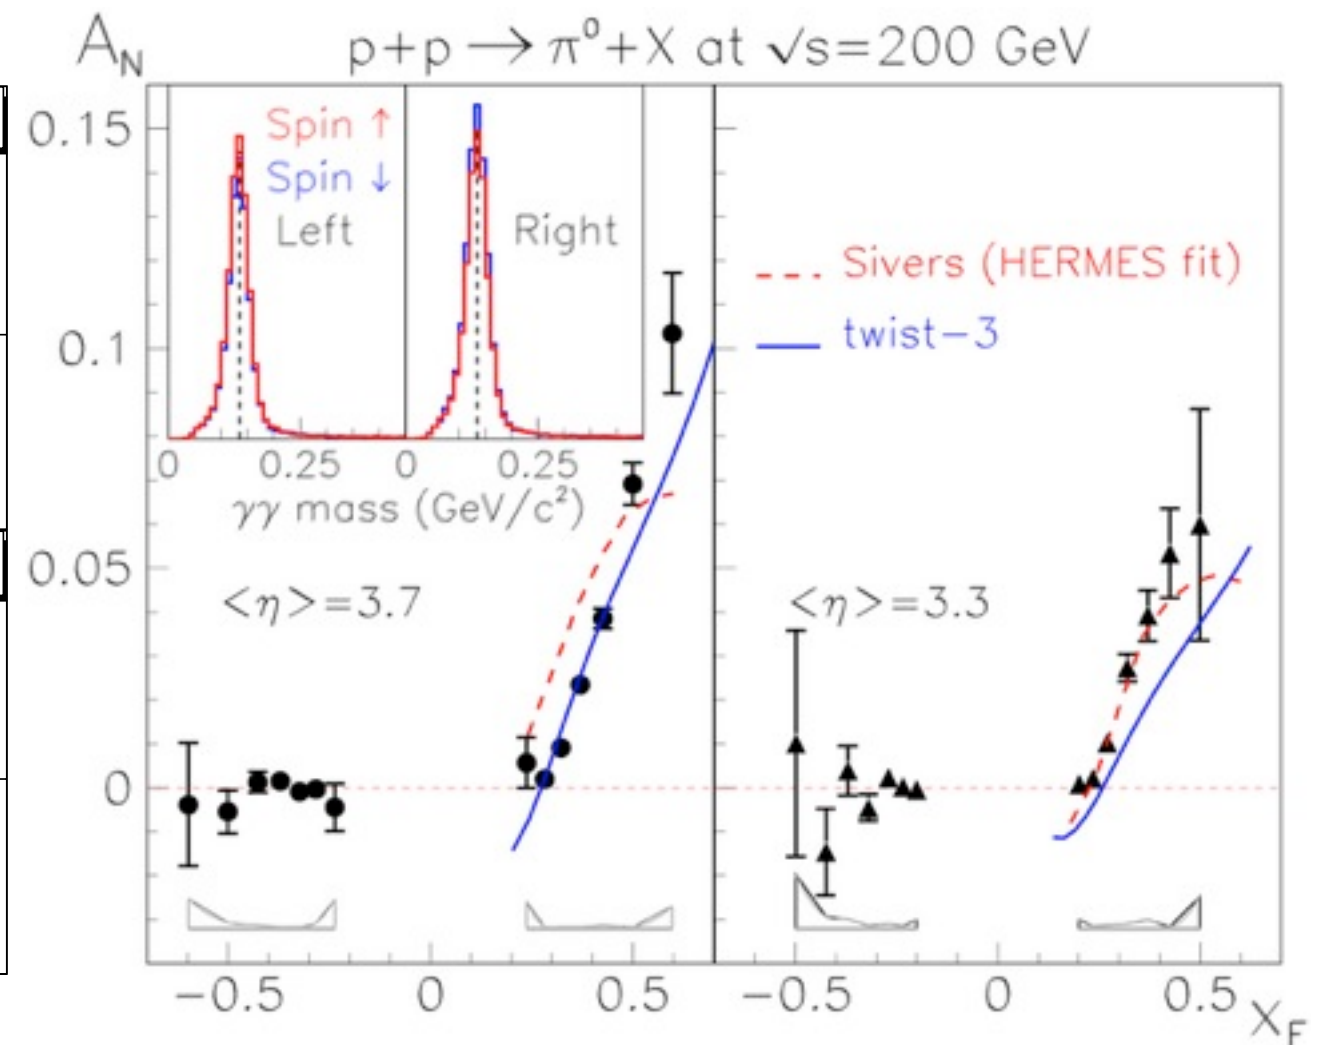 A_N
p+p → π⁰+X at √s=200 GeV
0.15
0.1
0.05
0
Spin ↑
Spin ↓
Left
Right
0
0.25
0
0.25
γγ mass (GeV/c²)
Sivers (HERMES fit)
twist−3
<η>=3.7
<η>=3.3
−0.5
0
0.5
−0.5
0
0.5
x_F